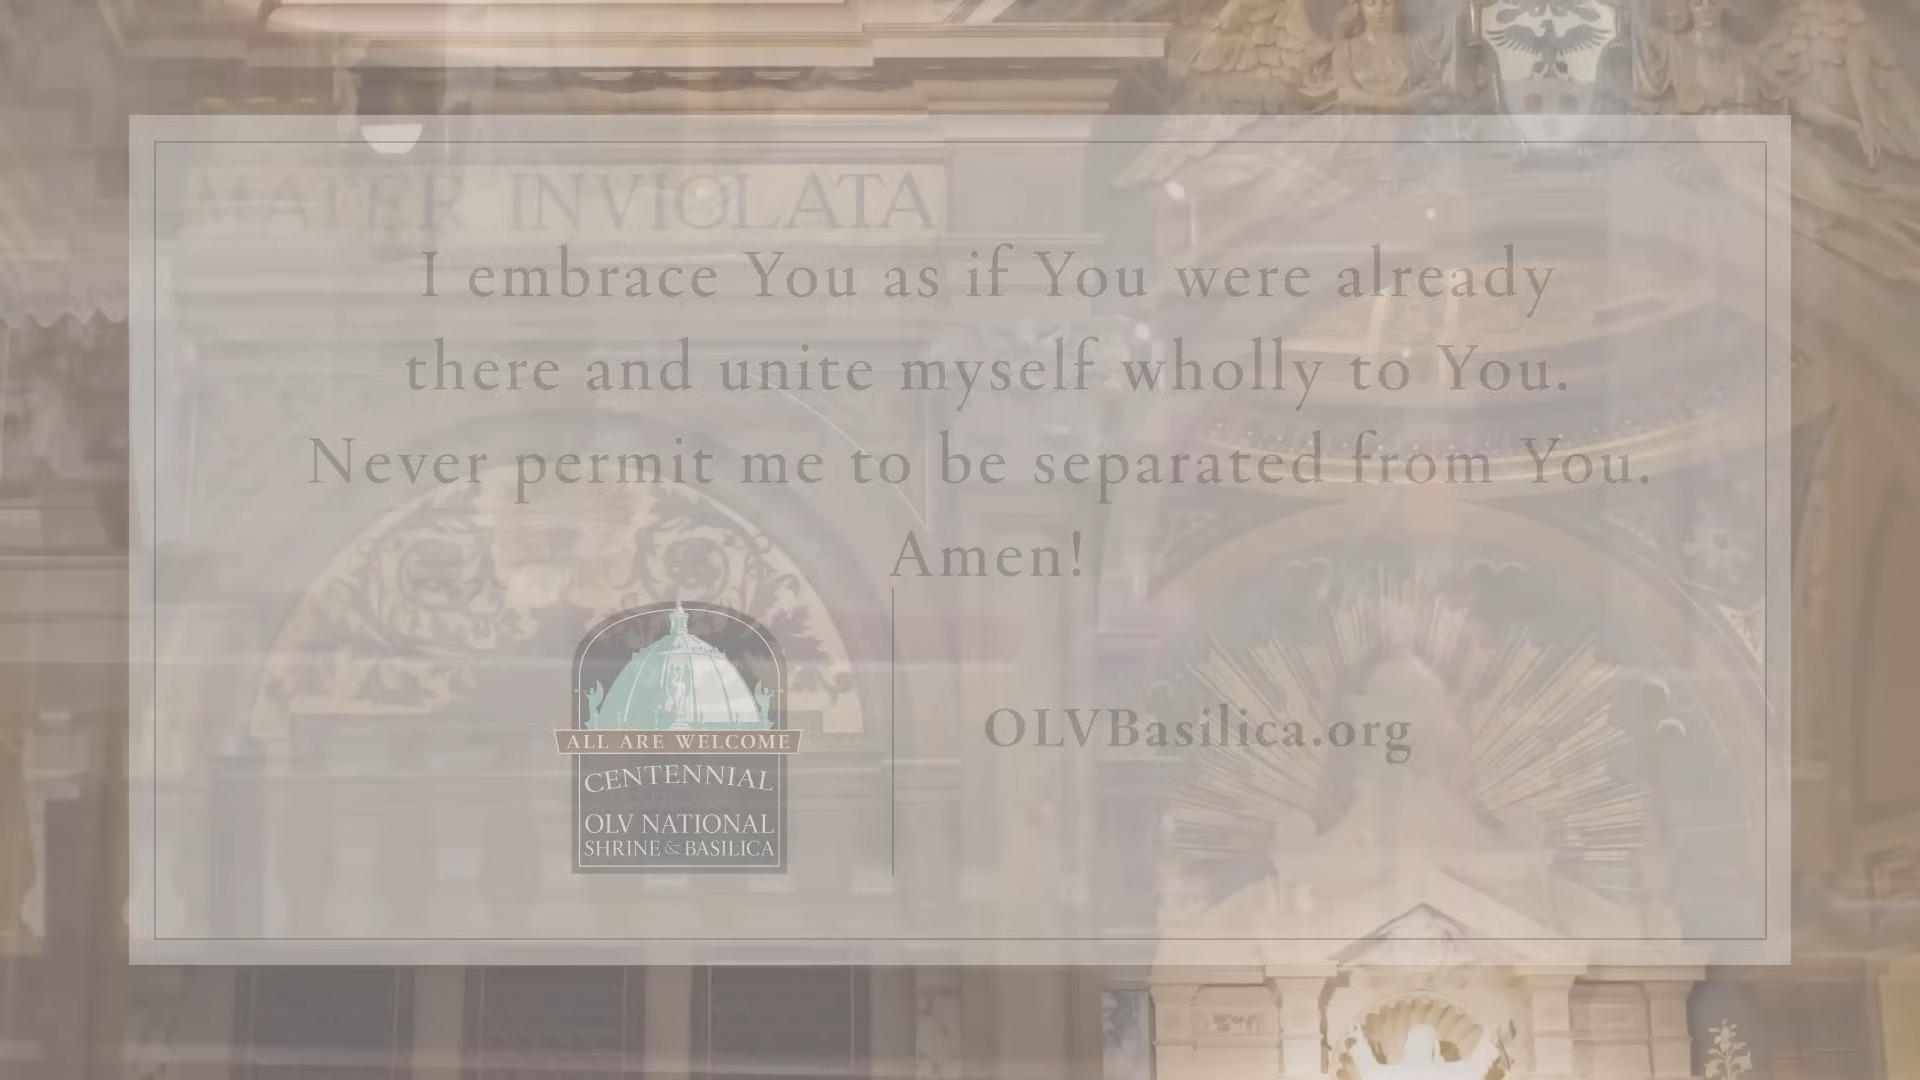 MATER INVIOLATA
I embrace You as if You were already
there and unite myself wholly to You.
Never permit me to be separated from You.
Amen!
ALL ARE WELCOME
CENTENNIAL
OLV NATIONAL
SHRINE & BASILICA
OLVBasilica.org